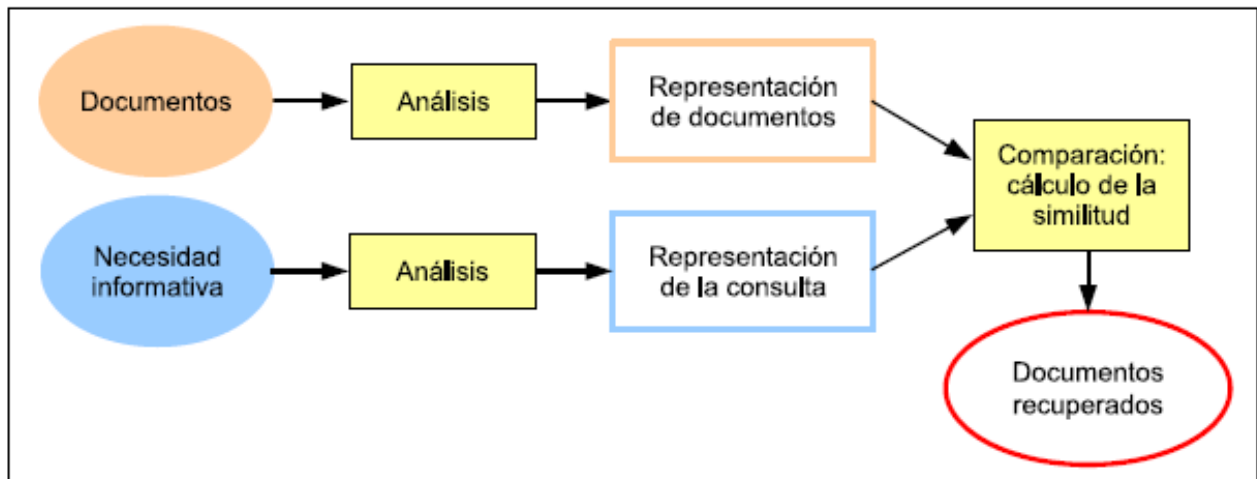 Documentos
Análisis
Representación
de documentos
Comparación:
cálculo de la
similitud
Necesidad
informativa
Análisis
Representación
de la consulta
Documentos
recuperados